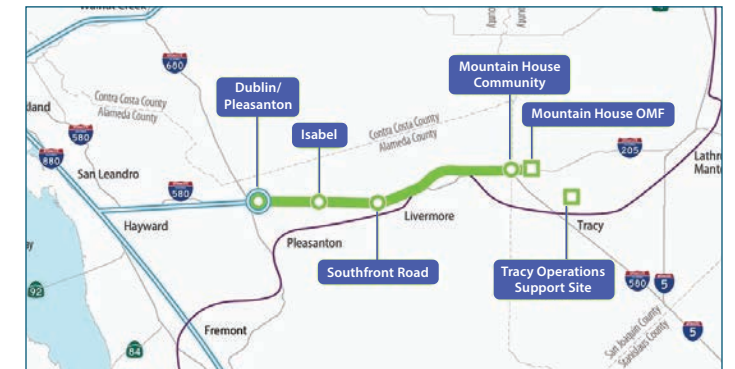 Walnut Creek
680
Contra Costa County
Alameda County
Dublin/
Pleasanton
Isabel
Contra Costa County
Alameda County
Mountain House
Community
Mountain House OMF
580
880
San Leandro
580
Hayward
Pleasanton
Livermore
205
Tracy
Southfront Road
Tracy Operations
Support Site
580
5
5
92
84
Fremont
San Joaquin County
Stanislaus County